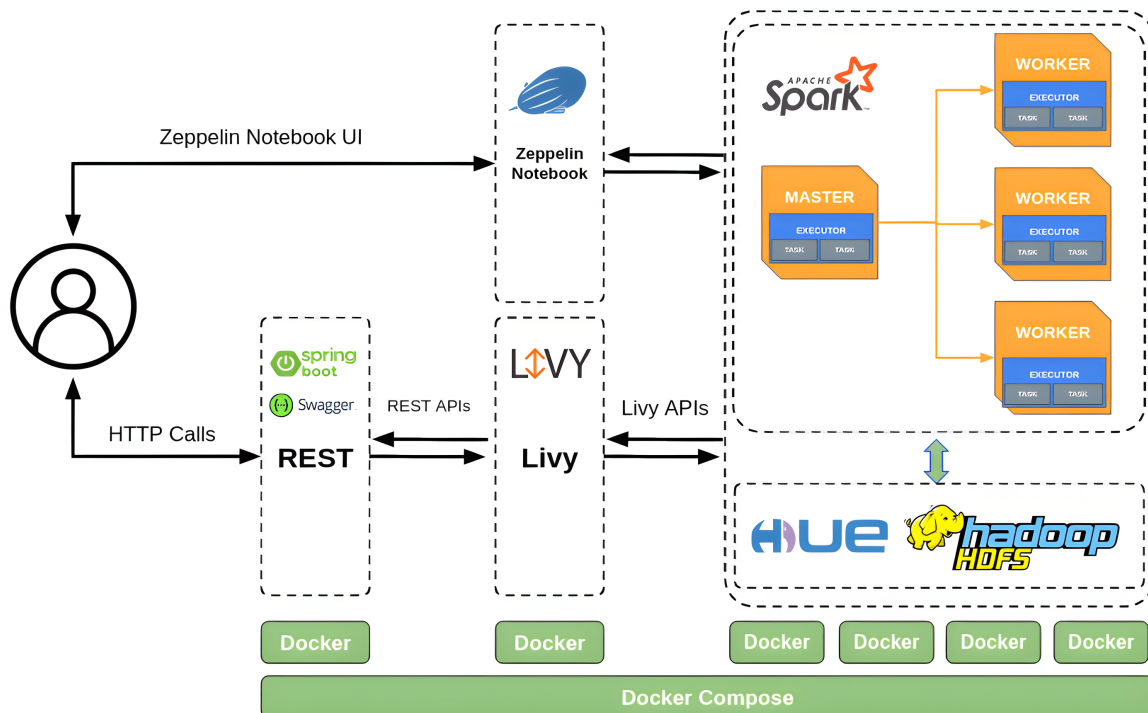 Zeppelin Notebook UI
Zeppelin
Notebook
APACHE
Spark
MASTER
EXECUTOR
TASK TASK
WORKER
EXECUTOR
TASK TASK
WORKER
EXECUTOR
TASK TASK
WORKER
EXECUTOR
TASK TASK
HTTP Calls
spring
boot
Swagger
REST
REST APIs
LIVY
Livy
Livy APIs
HUE
hadoop
HDFS
Docker
Docker
Docker
Docker
Docker
Docker
Docker Compose